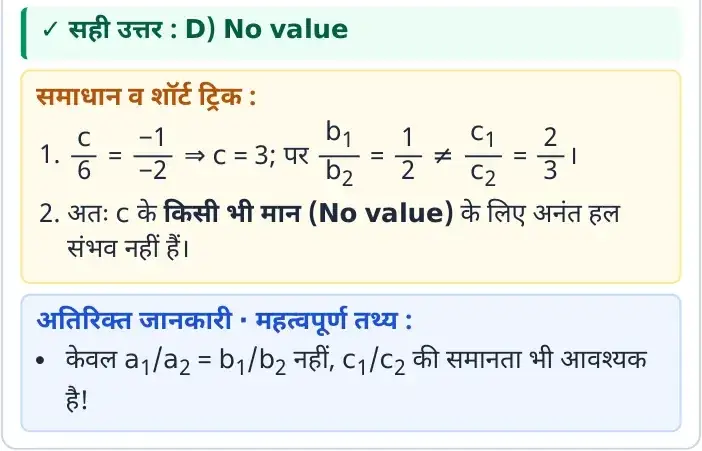 ✓ सही उत्तर : D) No value
समाधान व शॉर्ट ट्रिक :
1. c/6 = −1/−2 ⇒ c = 3; पर b₁/b₂ = 1/2 ≠ c₁/c₂ = 2/3।
2. अतः c के किसी भी मान (No value) के लिए अनंत हल
संभव नहीं हैं।
अतिरिक्त जानकारी · महत्वपूर्ण तथ्य :
• केवल a₁/a₂ = b₁/b₂ नहीं, c₁/c₂ की समानता भी आवश्यक
है!